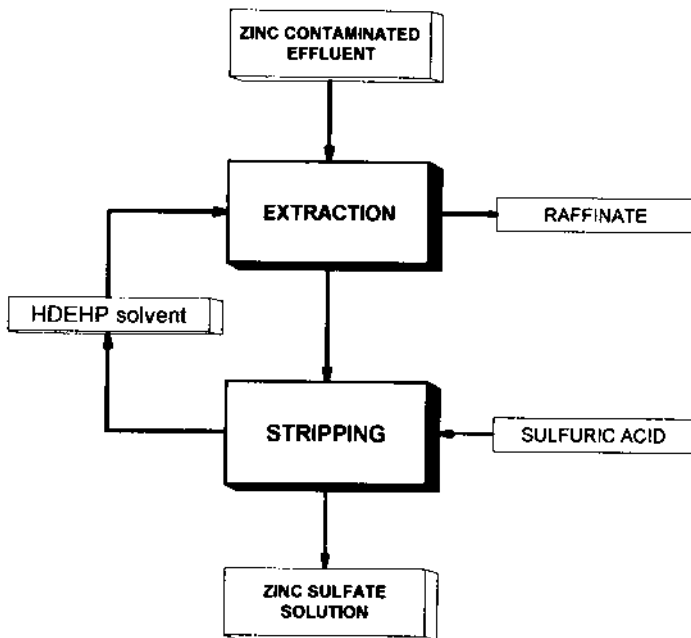 ZINC CONTAMINATED
EFFLUENT
EXTRACTION
RAFFINATE
HDEHP solvent
STRIPPING
SULFURIC ACID
ZINC SULFATE
SOLUTION